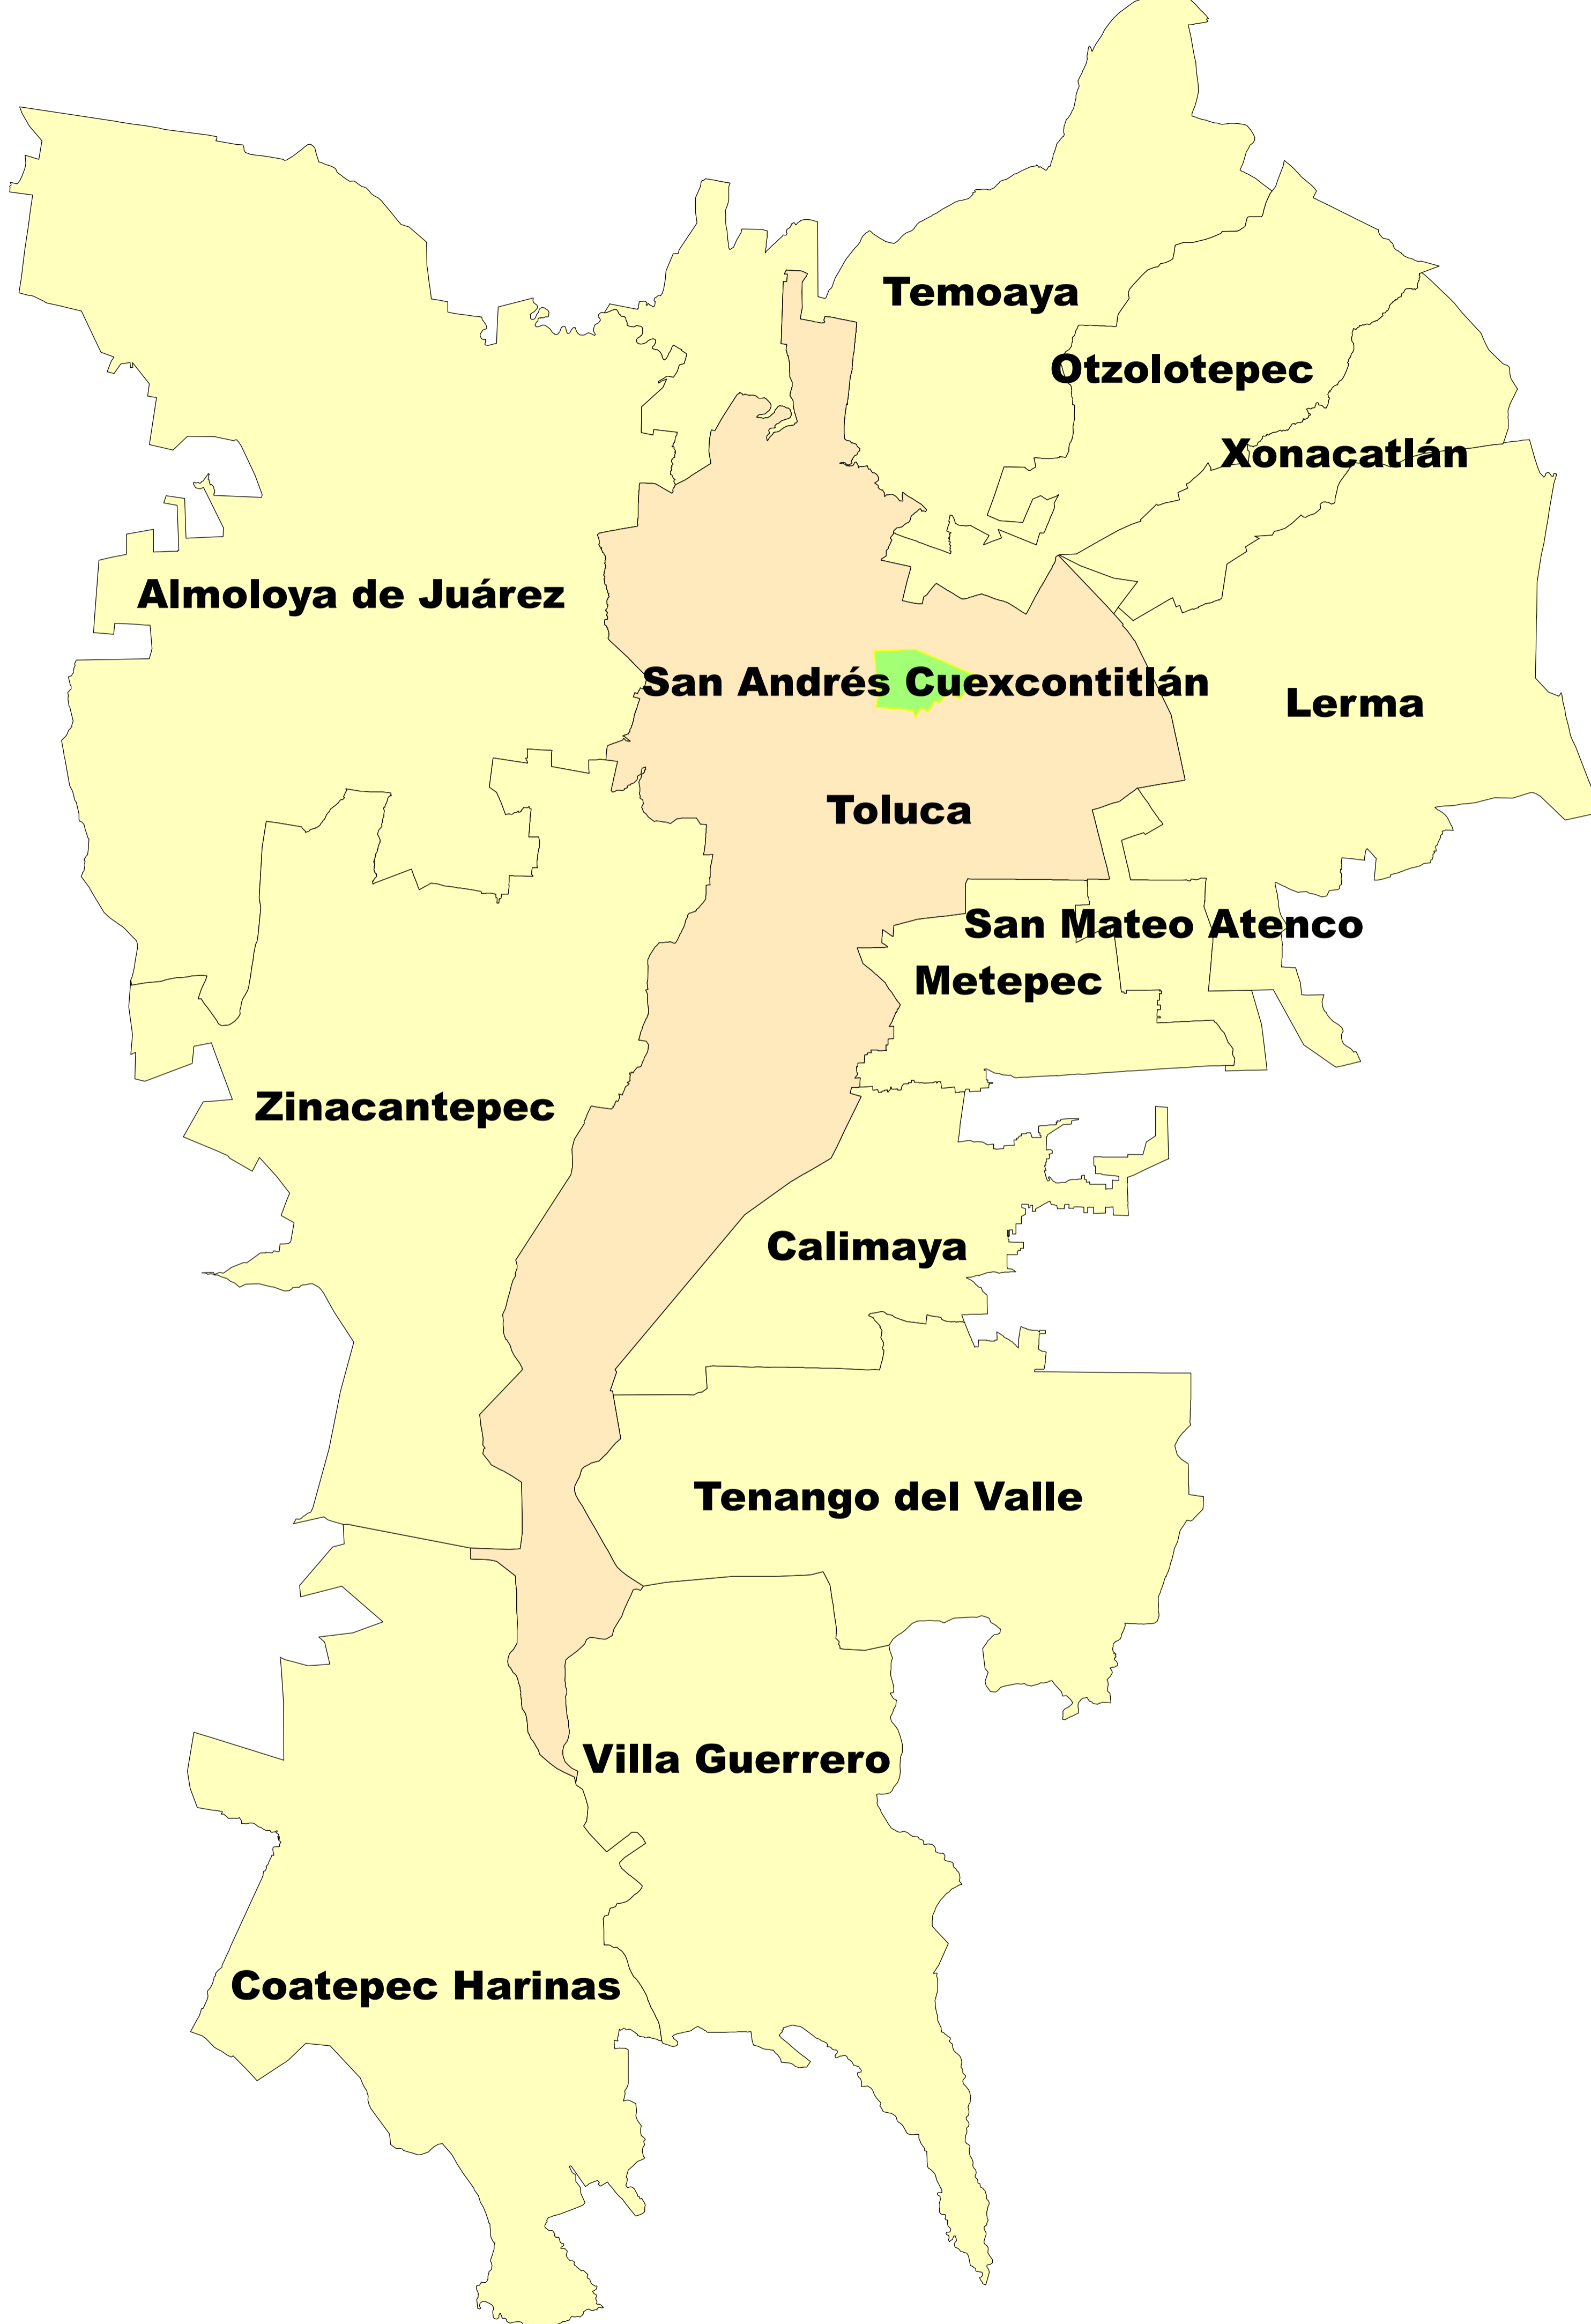 Temoaya
Otzolotepec
Xonacatlán
Almoloya de Juárez
San Andrés Cuexcontitlán
Lerma
Toluca
San Mateo Atenco
Metepec
Zinacantepec
Calimaya
Tenango del Valle
Villa Guerrero
Coatepec Harinas